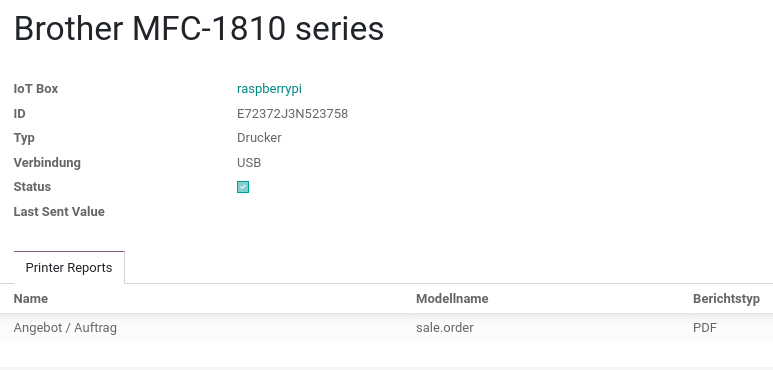 Brother MFC-1810 series
IoT Box raspberrypi
ID E72372J3N523758
Typ Drucker
Verbindung USB
Status
Last Sent Value
Printer Reports
Name Modellname Berichtstyp
Angebot / Auftrag sale.order PDF